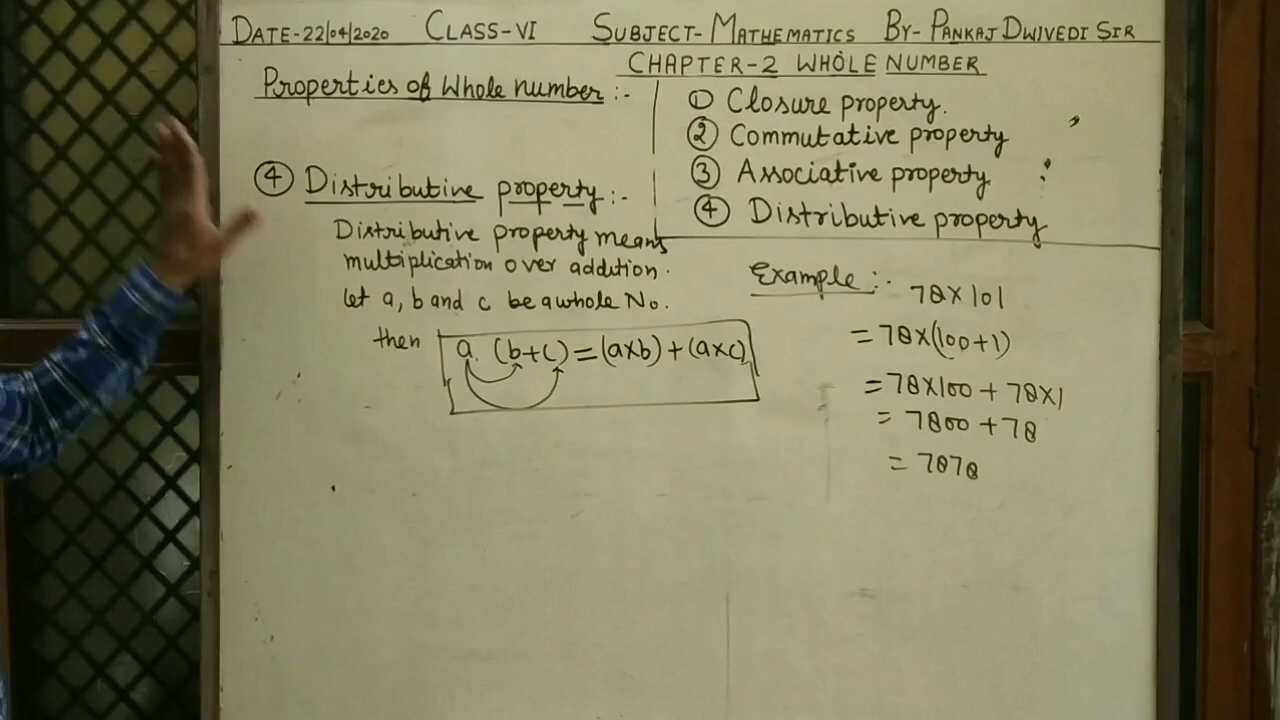 DATE-22/04/2020 CLASS-VI SUBJECT- MATHEMATICS BY- PANKAJ DWIVEDI SIR
CHAPTER-2 WHOLE NUMBER
Properties of Whole number :-
① Closure property.
② Commutative property
③ Associative property
④ Distributive property
④ Distributive property :-
Distributive property means
multiplication over addition.
let a, b and c be a whole No.
then a. (b+c) = (a×b) + (a×c)
Example :-
78×101
= 78×(100+1)
= 78×100 + 78×1
= 7800 + 78
= 7878